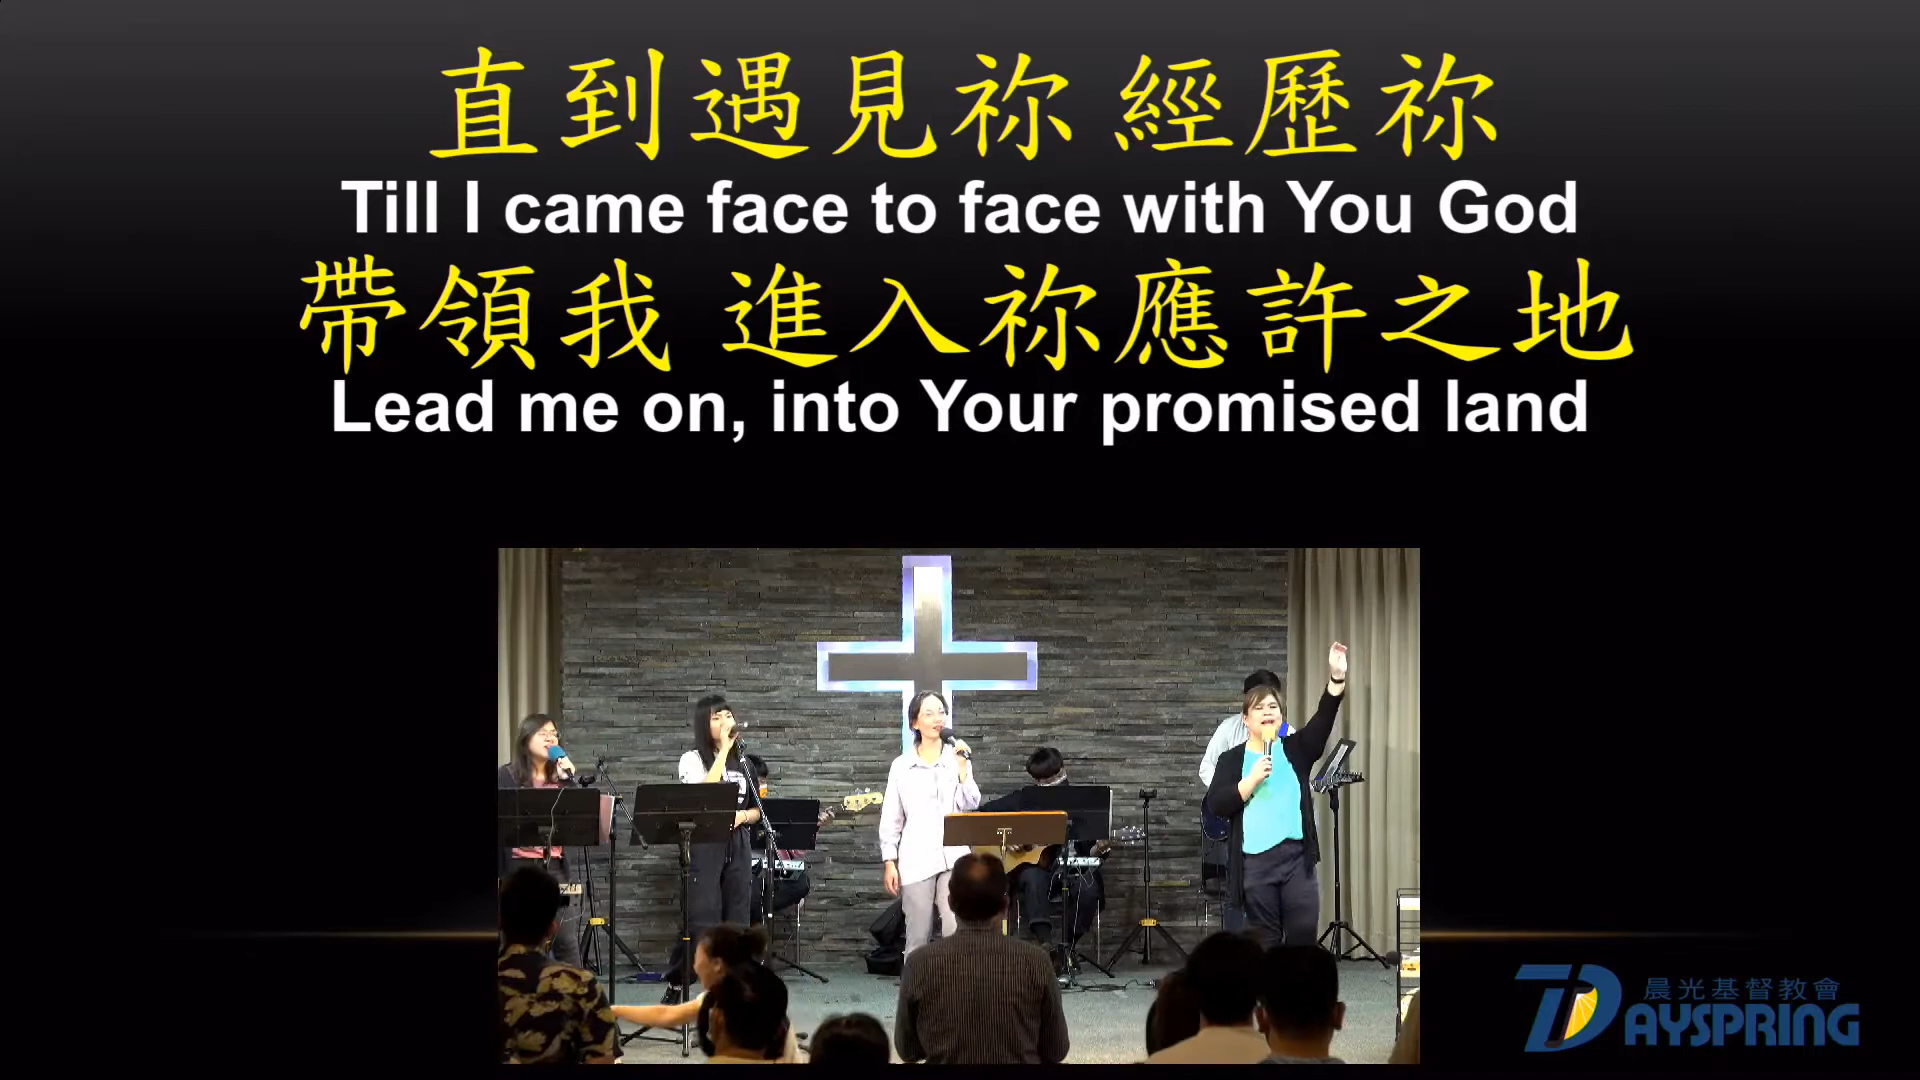 直到遇見祢 經歷祢
Till I came face to face with You God
帶領我 進入祢應許之地
Lead me on, into Your promised land
晨光基督教會
DAYSPRING